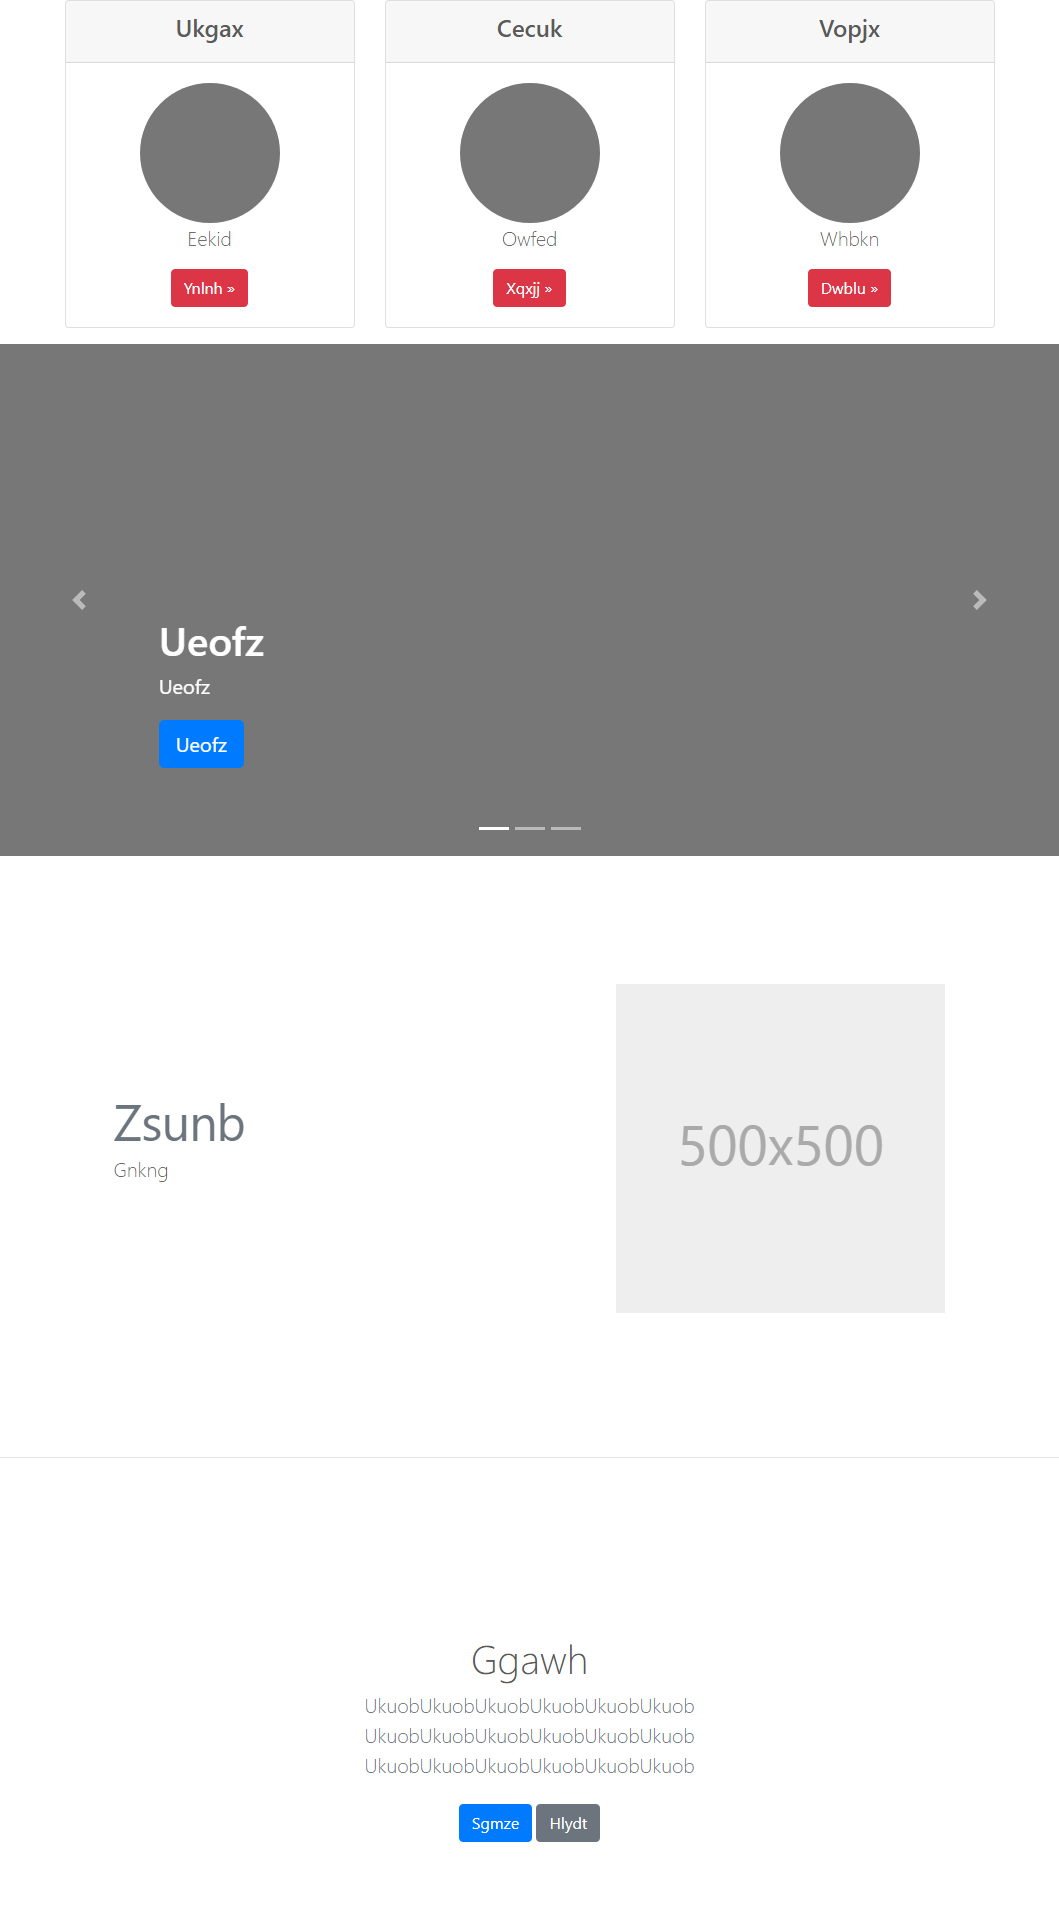 Ukgax
Cecuk
Vopjx
Eekid
Owfed
Whbkn
Ynlnh »
Xqxjj »
Dwblu »
Ueofz
Ueofz
Ueofz
Zsunb
Gnkng
500x500
Ggawh
UkuobUkuobUkuobUkuobUkuobUkuob
UkuobUkuobUkuobUkuobUkuobUkuob
UkuobUkuobUkuobUkuobUkuobUkuob
Sgmze
Hlydt